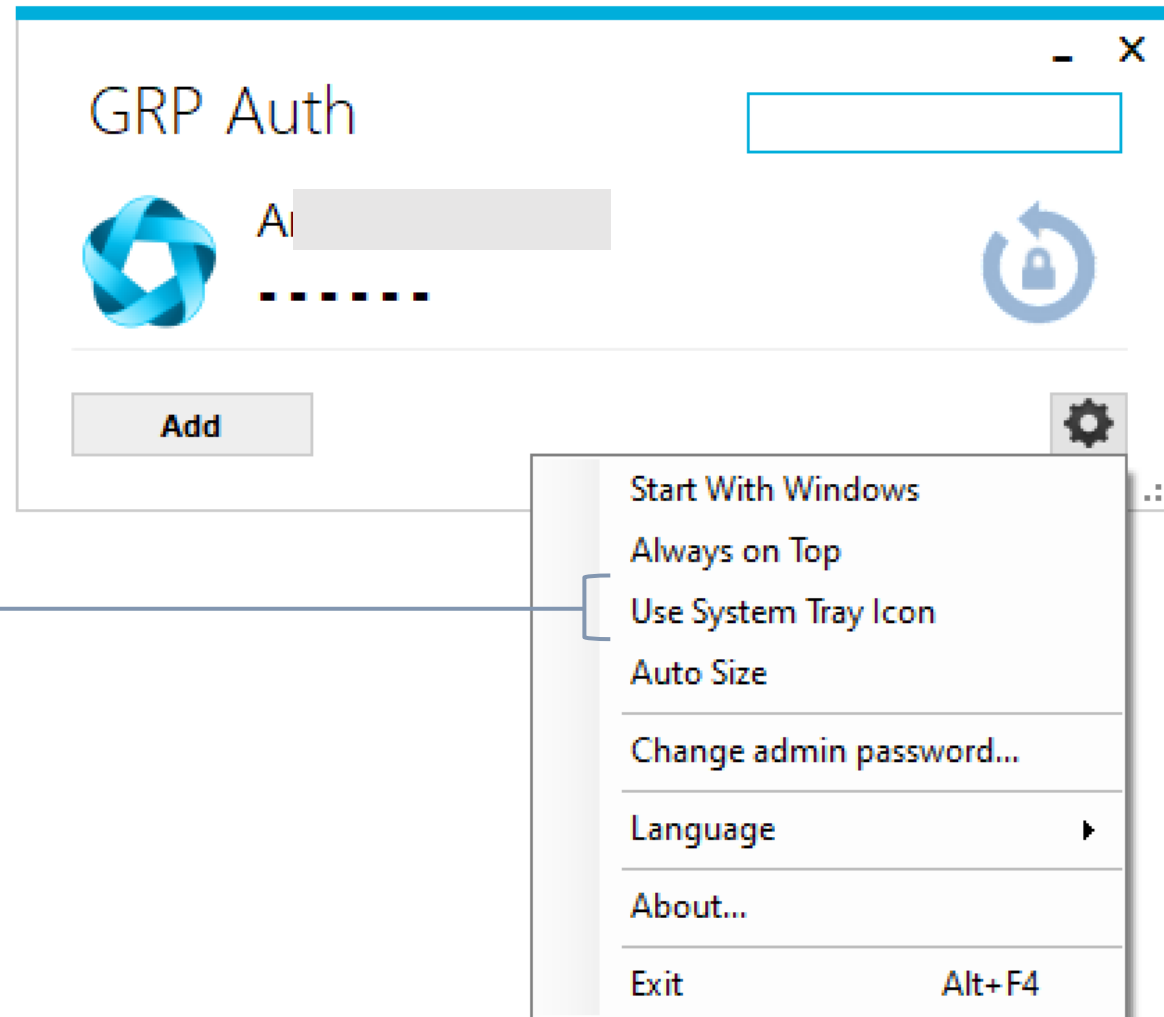 GRP Auth
- - - - - -
Add
Start With Windows
Always on Top
Use System Tray Icon
Auto Size
Change admin password...
Language
About...
Exit Alt+F4